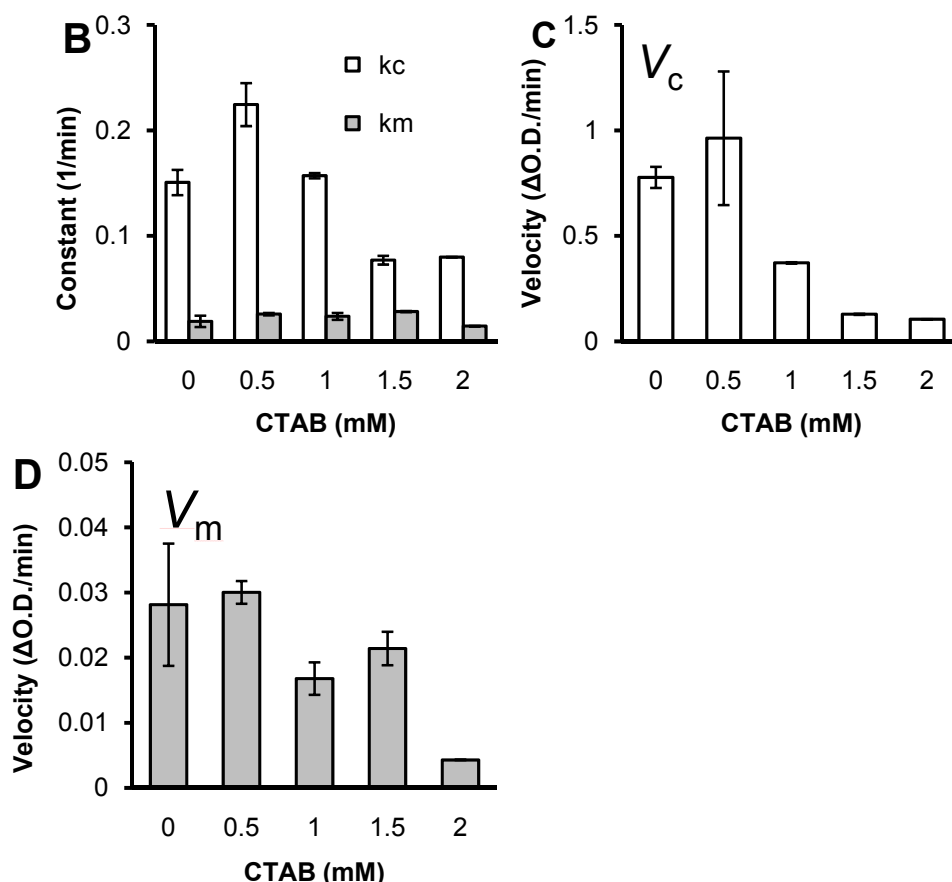 B
0.3
0.2
0.1
0
Constant (1/min)
kc
km
0 0.5 1 1.5 2
CTAB (mM)
C
Vc
1.5
1
0.5
0
Velocity (ΔO.D./min)
0 0.5 1 1.5 2
CTAB (mM)
D
Vm
0.05
0.04
0.03
0.02
0.01
0
Velocity (ΔO.D./min)
0 0.5 1 1.5 2
CTAB (mM)